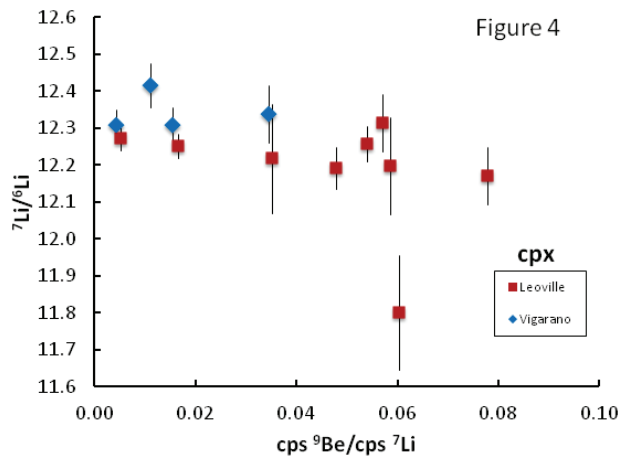 Figure 4
12.6
12.5
12.4
12.3
12.2
12.1
12.0
11.9
11.8
11.7
11.6
⁷Li/⁶Li
cpx
Leoville
Vigarano
0.00 0.02 0.04 0.06 0.08 0.10
cps ⁹Be/cps ⁷Li